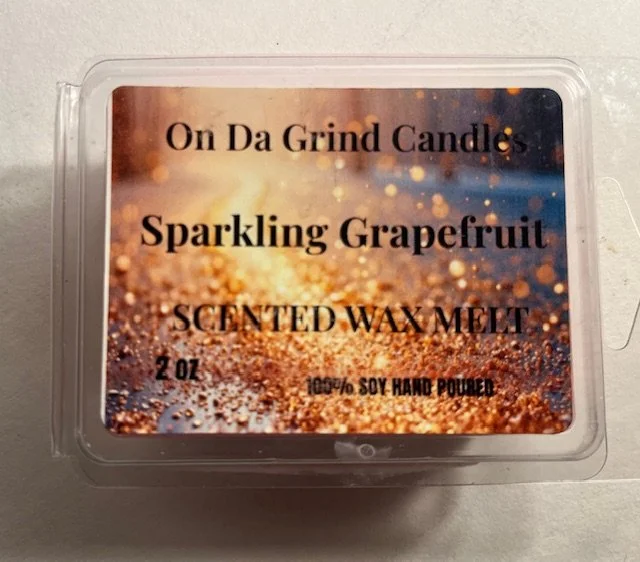 On Da Grind Candles
Sparkling Grapefruit
SCENTED WAX MELT
2 OZ
100% SOY HAND POURED